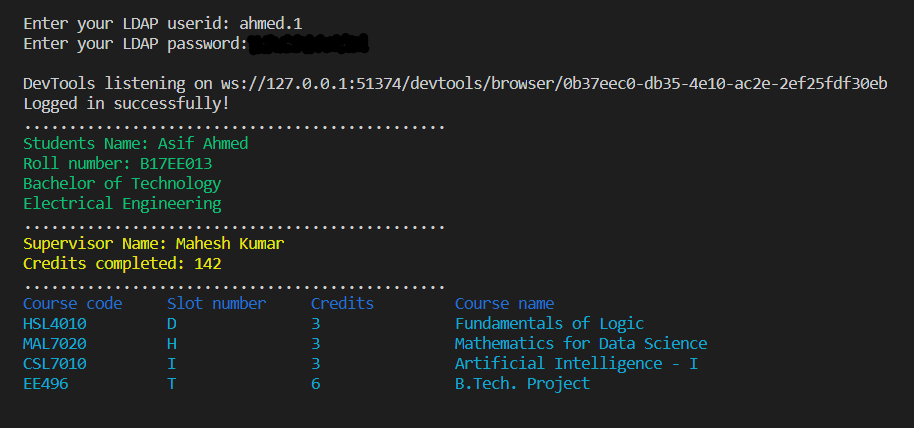 Enter your LDAP userid: ahmed.1
Enter your LDAP password:
DevTools listening on ws://127.0.0.1:51374/devtools/browser/0b37eec0-db35-4e10-ac2e-2ef25fdf30eb
Logged in successfully!
...............................................
Students Name: Asif Ahmed
Roll number: B17EE013
Bachelor of Technology
Electrical Engineering
...............................................
Supervisor Name: Mahesh Kumar
Credits completed: 142
...............................................
Course code Slot number Credits Course name
HSL4010 D 3 Fundamentals of Logic
MAL7020 H 3 Mathematics for Data Science
CSL7010 I 3 Artificial Intelligence - I
EE496 T 6 B.Tech. Project